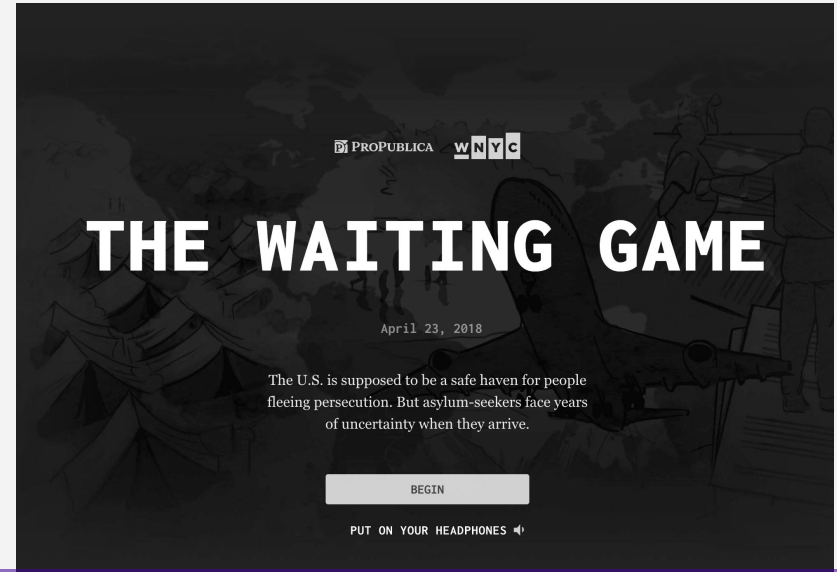 PROPUBLICA WNYC
THE WAITING GAME
April 23, 2018
The U.S. is supposed to be a safe haven for people
fleeing persecution. But asylum-seekers face years
of uncertainty when they arrive.
BEGIN
PUT ON YOUR HEADPHONES